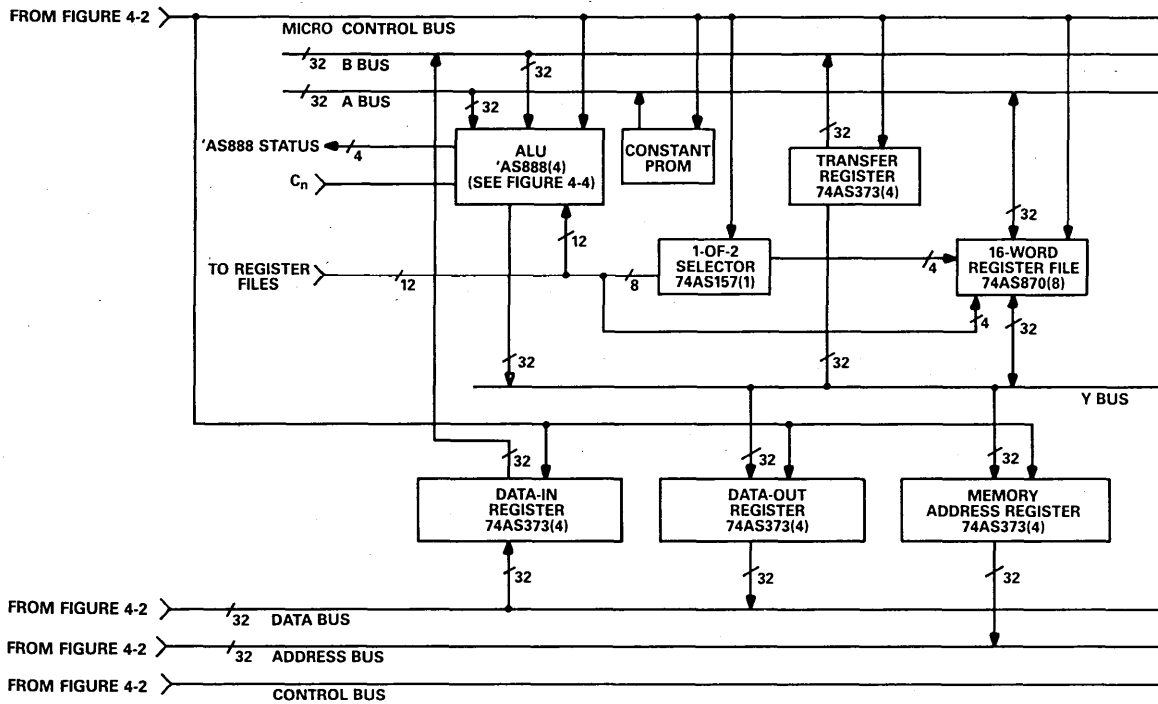 FROM FIGURE 4-2
MICRO CONTROL BUS
32 B BUS
32
32
32 A BUS
32
'AS888 STATUS
4
ALU
'AS888(4)
(SEE FIGURE 4-4)
CONSTANT
PROM
32
TRANSFER
REGISTER
74AS373(4)
Cn
32
12
TO REGISTER
FILES
12
8
1-OF-2
SELECTOR
74AS157(1)
4
16-WORD
REGISTER FILE
74AS870(8)
4
32
32
32
Y BUS
32
32
32
DATA-IN
REGISTER
74AS373(4)
DATA-OUT
REGISTER
74AS373(4)
MEMORY
ADDRESS REGISTER
74AS373(4)
32
32
32
FROM FIGURE 4-2
32 DATA BUS
FROM FIGURE 4-2
32 ADDRESS BUS
FROM FIGURE 4-2
CONTROL BUS